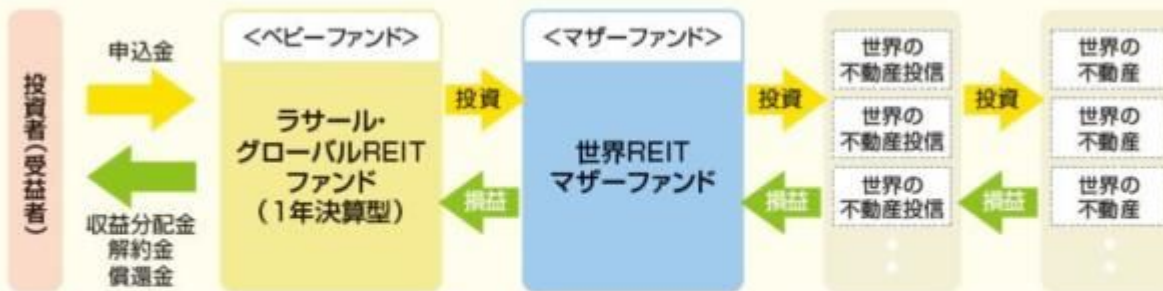 投資者(受益者)
申込金
収益分配金
解約金
償還金
<ベビーファンド>
ラサール・
グローバルREIT
ファンド
(1年決算型)
投資
損益
<マザーファンド>
世界REIT
マザーファンド
投資
損益
世界の
不動産投信
世界の
不動産投信
世界の
不動産投信
投資
損益
世界の
不動産
世界の
不動産
世界の
不動産